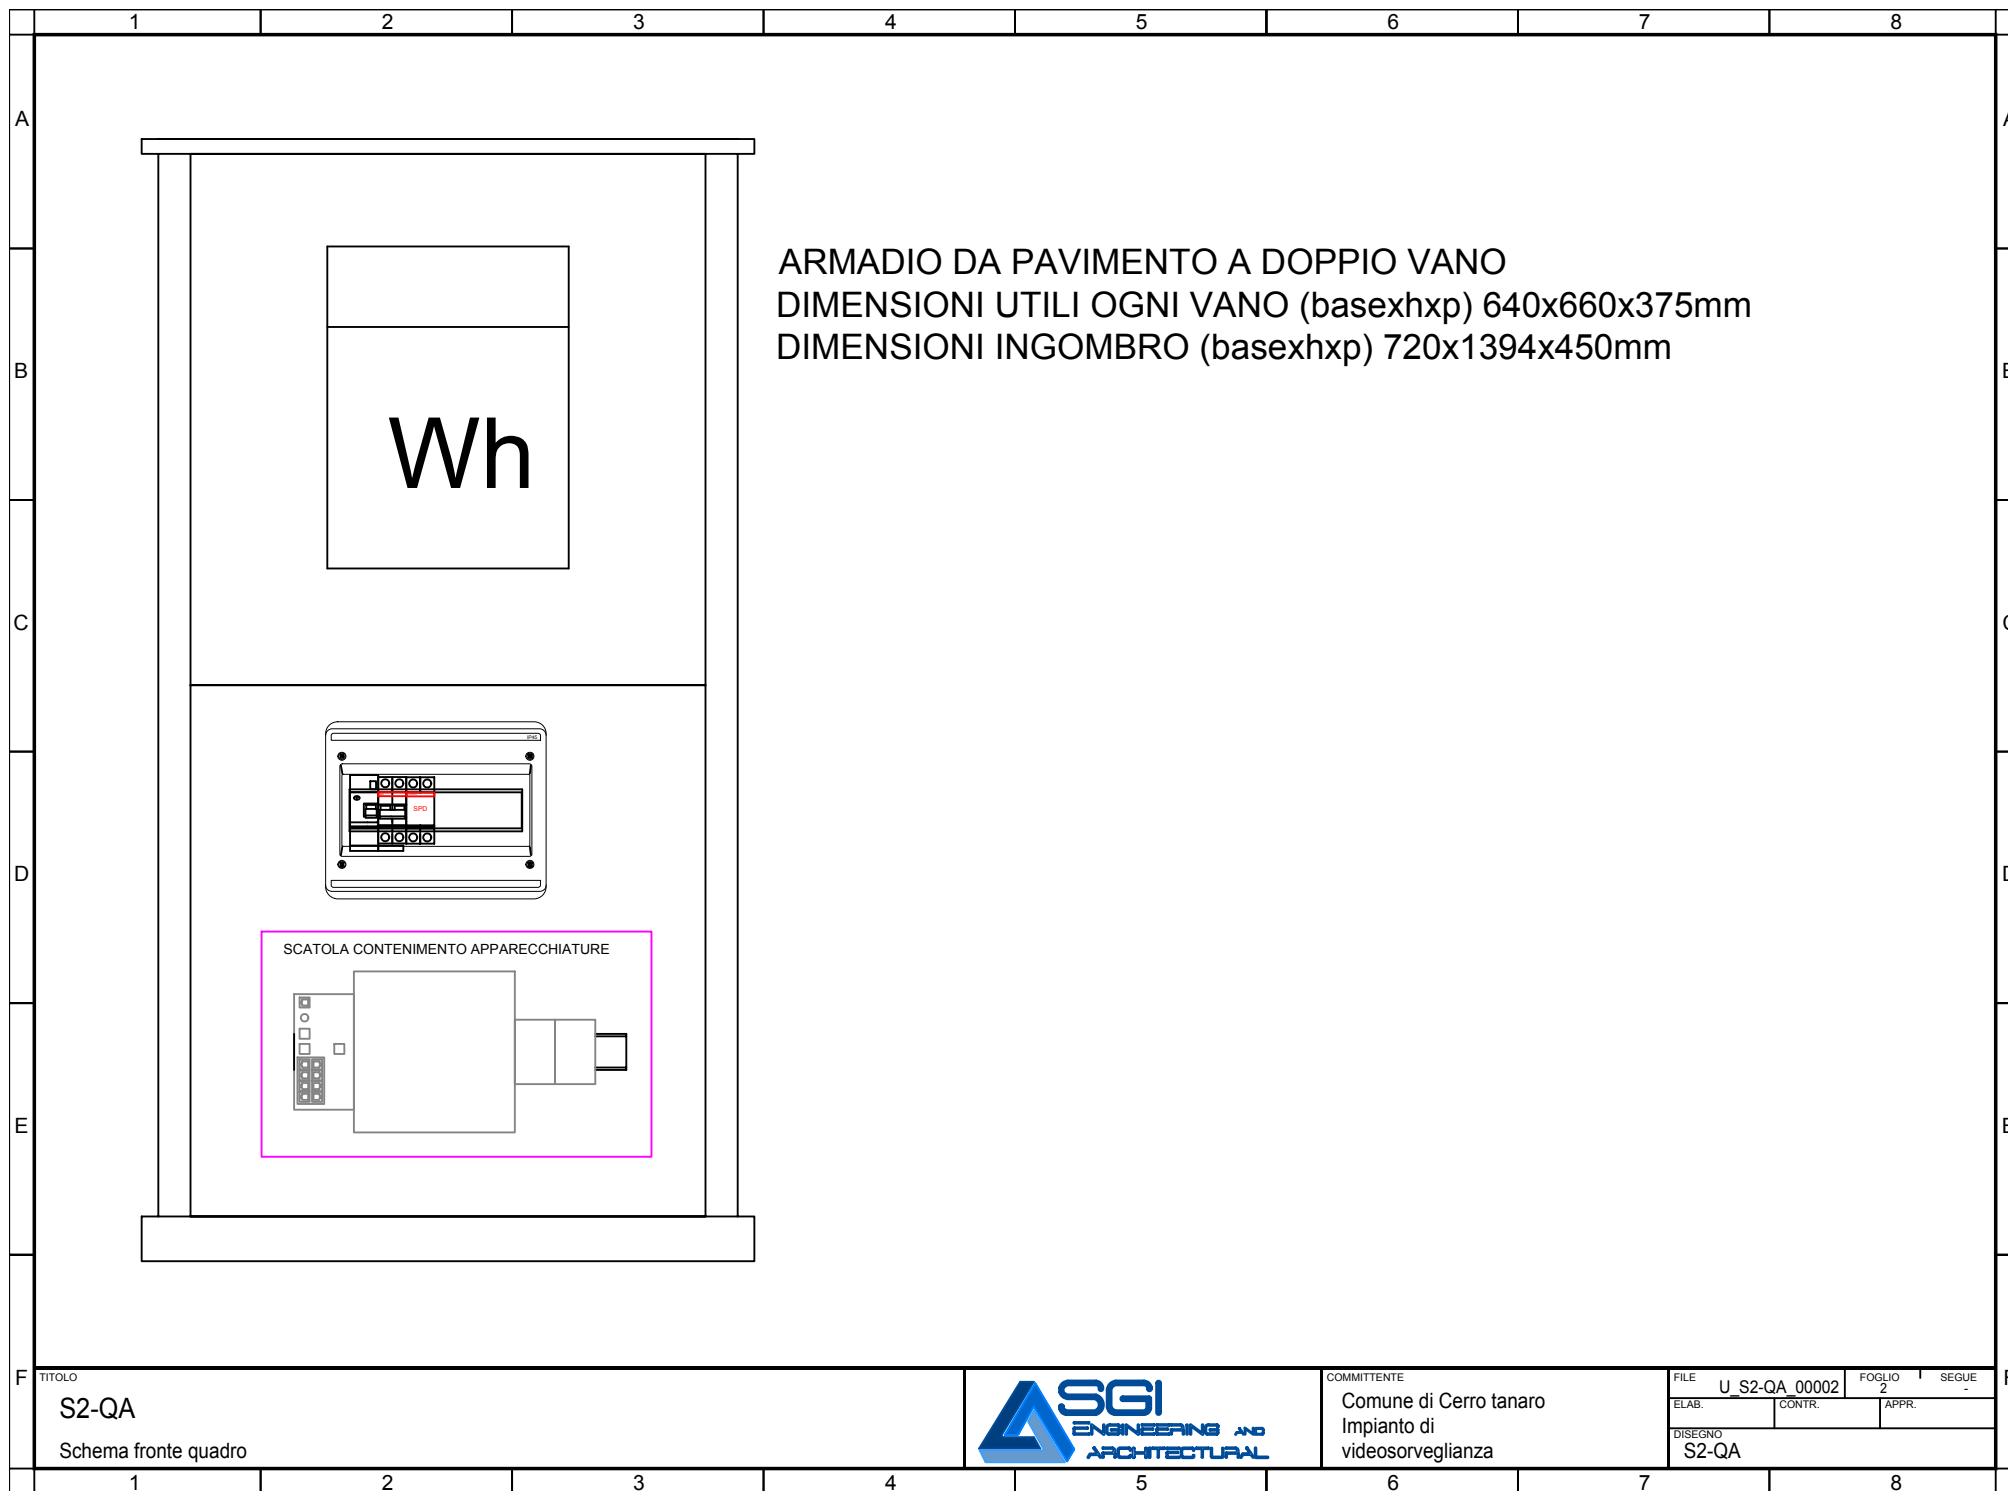 1 2 3 4 5 6 7 8
A
ARMADIO DA PAVIMENTO A DOPPIO VANO
DIMENSIONI UTILI OGNI VANO (basexhxp) 640x660x375mm
DIMENSIONI INGOMBRO (basexhxp) 720x1394x450mm
B
Wh
C
IP45
SPD
D
SCATOLA CONTENIMENTO APPARECCHIATURE
E
F
TITOLO
S2-QA
Schema fronte quadro
SGI
ENGINEERING AND
ARCHITECTURAL
COMMITTENTE
Comune di Cerro tanaro
Impianto di
videosorveglianza
FILE U_S2-QA_00002 FOGLIO 2 SEGUE -
ELAB. CONTR. APPR.
DISEGNO
S2-QA
1 2 3 4 5 6 7 8